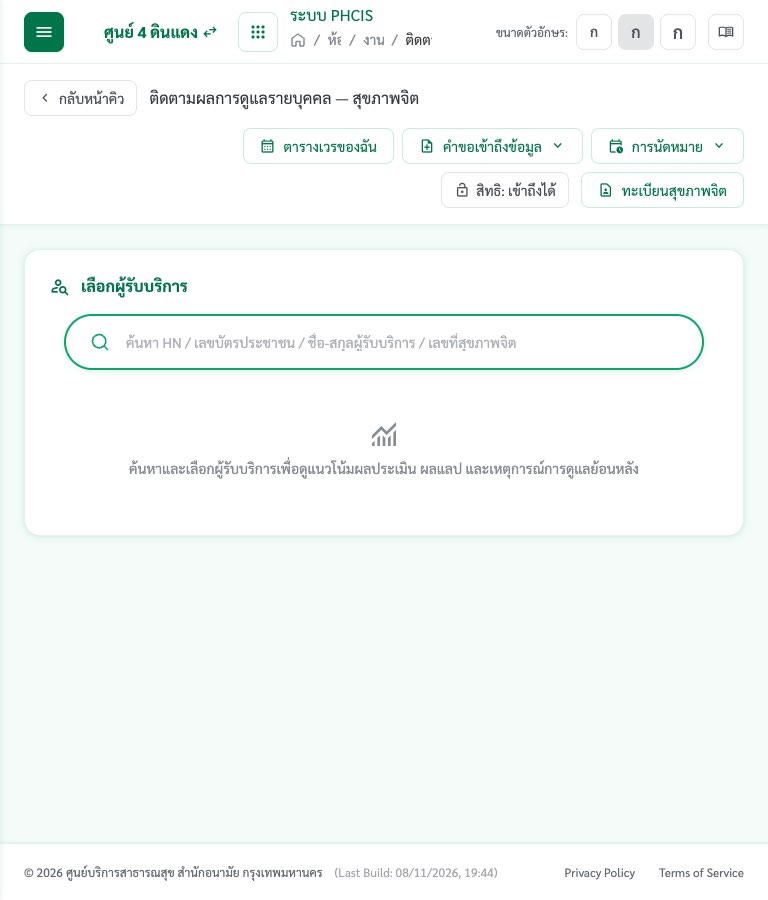 ศูนย์ 4 ดินแดง
ระบบ PHCIS
/ ห้อ / งาน / ติดต
ขนาดตัวอักษร: ก ก ก
กลับหน้าคิว
ติดตามผลการดูแลรายบุคคล — สุขภาพจิต
ตารางเวรของฉัน
คำขอเข้าถึงข้อมูล
การนัดหมาย
สิทธิ: เข้าถึงได้
ทะเบียนสุขภาพจิต
เลือกผู้รับบริการ
ค้นหา HN / เลขบัตรประชาชน / ชื่อ-สกุลผู้รับบริการ / เลขที่สุขภาพจิต
ค้นหาและเลือกผู้รับบริการเพื่อดูแนวโน้มผลประเมิน ผลแลป และเหตุการณ์การดูแลย้อนหลัง
© 2026 ศูนย์บริการสาธารณสุข สำนักอนามัย กรุงเทพมหานคร (Last Build: 08/11/2026, 19:44) Privacy Policy Terms of Service